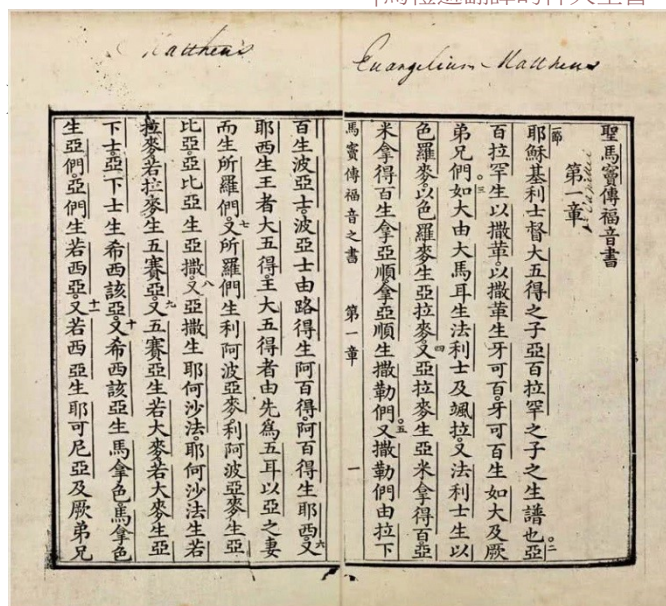 Evangelium Mattheus
Mattheus
聖馬竇傳福音書
第一章
一節耶穌基利士督大五得之子亞百拉罕之子之生譜也。二亞
百拉罕生以撒革。以撒革生牙可百。牙可百生如大及厥
弟兄們。三如大由大馬耳生法利士及颯拉。又法利士生以
色羅麥。以色羅麥生亞拉麥。四又亞拉麥生亞米拿得百亞
米拿得百生拿亞順。拿亞順生撒勒們。五又撒勒們由拉下
馬竇傳福音之書 第一章 一
百生波亞士。波亞士由路得生阿百得。阿百得生耶西。六又
耶西生王者大五得。王大五得者由先為五耳以亞之妻
而生所羅們。七又所羅們生利阿波亞麥利阿波亞麥生亞
比亞。亞比亞生亞撒。八又亞撒生耶何沙法。耶何沙法生若
拉麥若拉麥生五賽亞。九又五賽亞生若大麥若大麥生亞
下士。亞下士生希西該亞。十又希西該亞生馬拿色馬拿色
生亞們。亞們生若西亞。十一又若西亞生耶可尼亞及厥弟兄